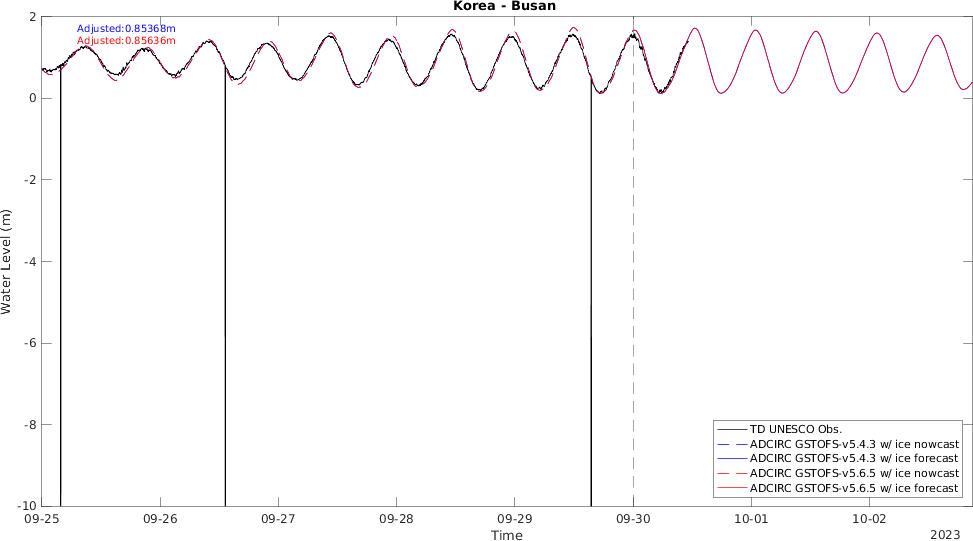 Korea - Busan
Adjusted:0.85368m
Adjusted:0.85636m
2
0
-2
-4
-6
-8
-10
Water Level (m)
TD UNESCO Obs.
ADCIRC GSTOFS-v5.4.3 w/ ice nowcast
ADCIRC GSTOFS-v5.4.3 w/ ice forecast
ADCIRC GSTOFS-v5.6.5 w/ ice nowcast
ADCIRC GSTOFS-v5.6.5 w/ ice forecast
09-25 09-26 09-27 09-28 09-29 09-30 10-01 10-02
Time
2023